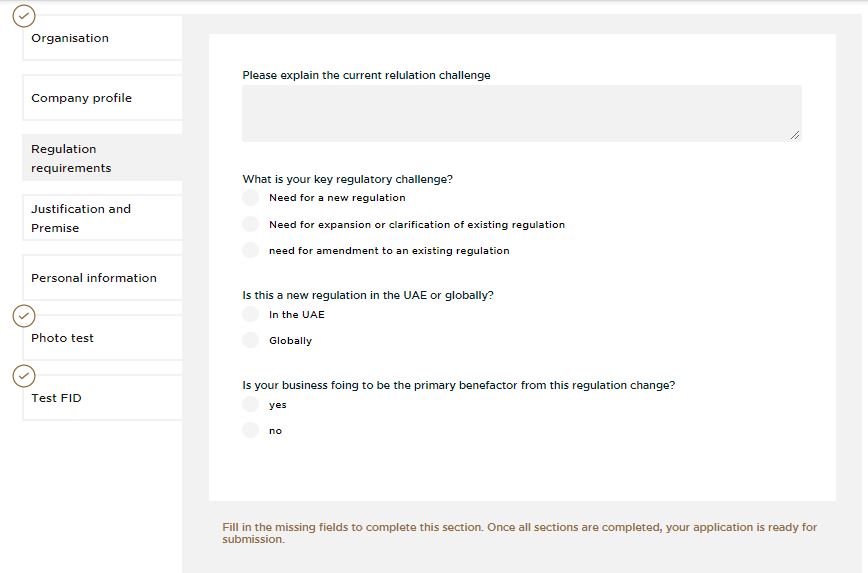 Organisation
Company profile
Regulation
requirements
Justification and
Premise
Personal information
Photo test
Test FID
Please explain the current relulation challenge
What is your key regulatory challenge?
Need for a new regulation
Need for expansion or clarification of existing regulation
need for amendment to an existing regulation
Is this a new regulation in the UAE or globally?
In the UAE
Globally
Is your business foing to be the primary benefactor from this regulation change?
yes
no
Fill in the missing fields to complete this section. Once all sections are completed, your application is ready for
submission.